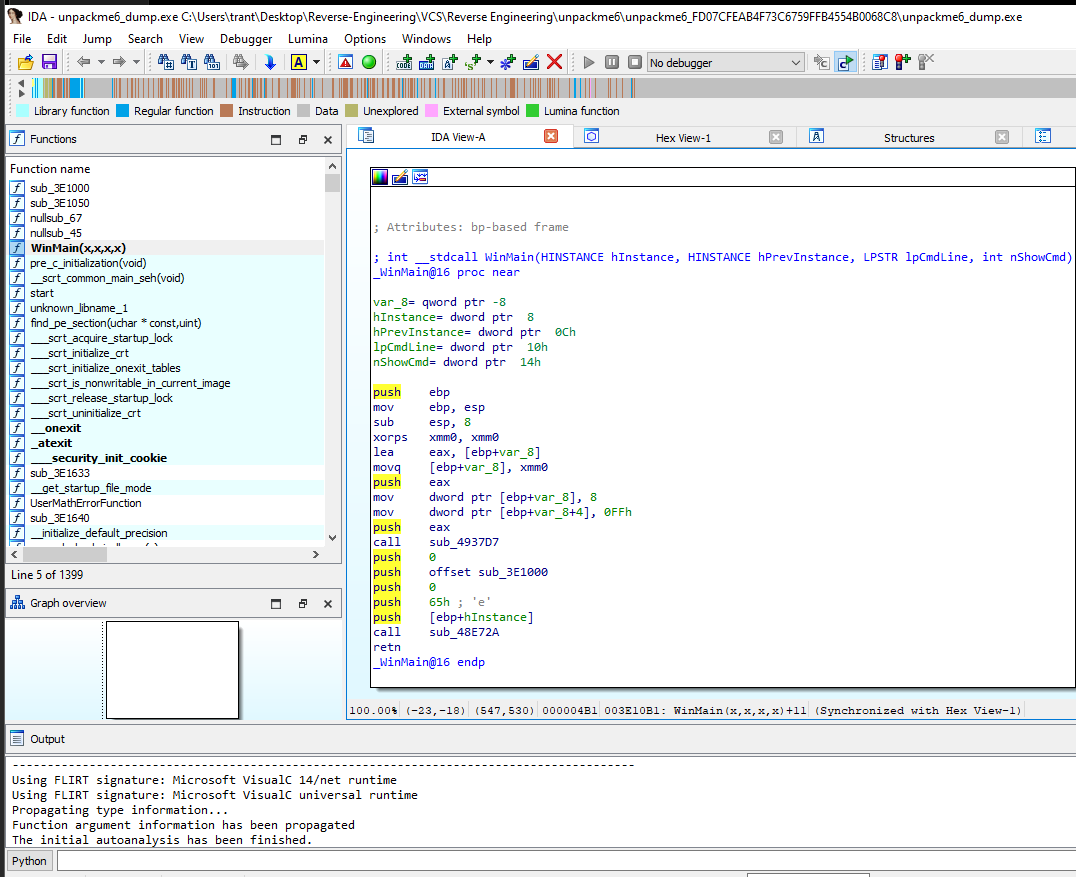 IDA - unpackme6_dump.exe C:\Users\trant\Desktop\Reverse-Engineering\VCS\Reverse Engineering\unpackme6\unpackme6_FD07CFEAB4F73C6759FFB4554B0068C8\unpackme6_dump.exe
File Edit Jump Search View Debugger Lumina Options Windows Help
No debugger
Library function Regular function Instruction Data Unexplored External symbol Lumina function
Functions
Function name
sub_3E1000
sub_3E1050
nullsub_67
nullsub_45
WinMain(x,x,x,x)
pre_c_initialization(void)
__scrt_common_main_seh(void)
start
unknown_libname_1
find_pe_section(uchar * const,uint)
___scrt_acquire_startup_lock
___scrt_initialize_crt
___scrt_initialize_onexit_tables
___scrt_is_nonwritable_in_current_image
___scrt_release_startup_lock
___scrt_uninitialize_crt
__onexit
_atexit
___security_init_cookie
sub_3E1633
__get_startup_file_mode
UserMathErrorFunction
sub_3E1640
__initialize_default_precision
Line 5 of 1399
Graph overview
IDA View-A Hex View-1 Structures
; Attributes: bp-based frame
; int __stdcall WinMain(HINSTANCE hInstance, HINSTANCE hPrevInstance, LPSTR lpCmdLine, int nShowCmd)
_WinMain@16 proc near
var_8= qword ptr -8
hInstance= dword ptr  8
hPrevInstance= dword ptr  0Ch
lpCmdLine= dword ptr  10h
nShowCmd= dword ptr  14h
push    ebp
mov     ebp, esp
sub     esp, 8
xorps   xmm0, xmm0
lea     eax, [ebp+var_8]
movq    [ebp+var_8], xmm0
push    eax
mov     dword ptr [ebp+var_8], 8
mov     dword ptr [ebp+var_8+4], 0FFh
push    eax
call    sub_4937D7
push    0
push    offset sub_3E1000
push    0
push    65h ; 'e'
push    [ebp+hInstance]
call    sub_48E72A
retn
_WinMain@16 endp
100.00% (-23,-18) (547,530) 000004B1 003E10B1: WinMain(x,x,x,x)+11 (Synchronized with Hex View-1)
Output
---------------------------------------------------------------------------------
Using FLIRT signature: Microsoft VisualC 14/net runtime
Using FLIRT signature: Microsoft VisualC universal runtime
Propagating type information...
Function argument information has been propagated
The initial autoanalysis has been finished.
Python